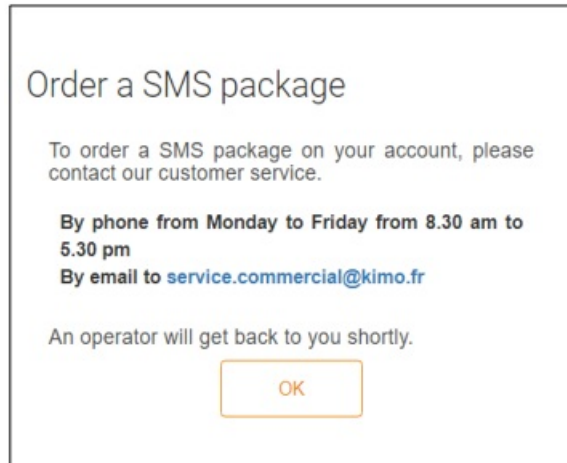 Order a SMS package
To order a SMS package on your account, please
contact our customer service.
By phone from Monday to Friday from 8.30 am to
5.30 pm
By email to service.commercial@kimo.fr
An operator will get back to you shortly.
OK